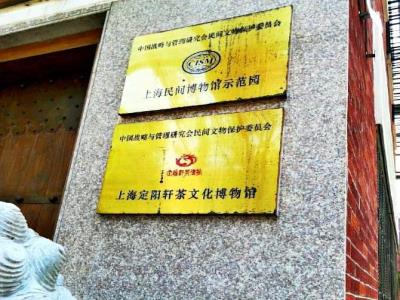 中国战略与管理研究会民间文物保护委员会
CISM
上海民间博物馆示范园
中国战略与管理研究会民间文物保护委员会
上海定阳轩茶文化博物馆